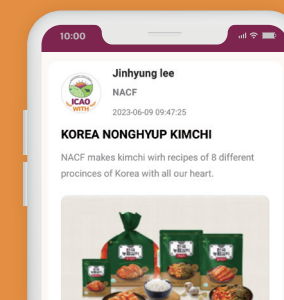 10:00
Jinhyung lee
NACF
ICAO
WITH
2023-06-09 09:47:25
KOREA NONGHYUP KIMCHI
NACF makes kimchi wirh recipes of 8 different
procinces of Korea with all our heart.